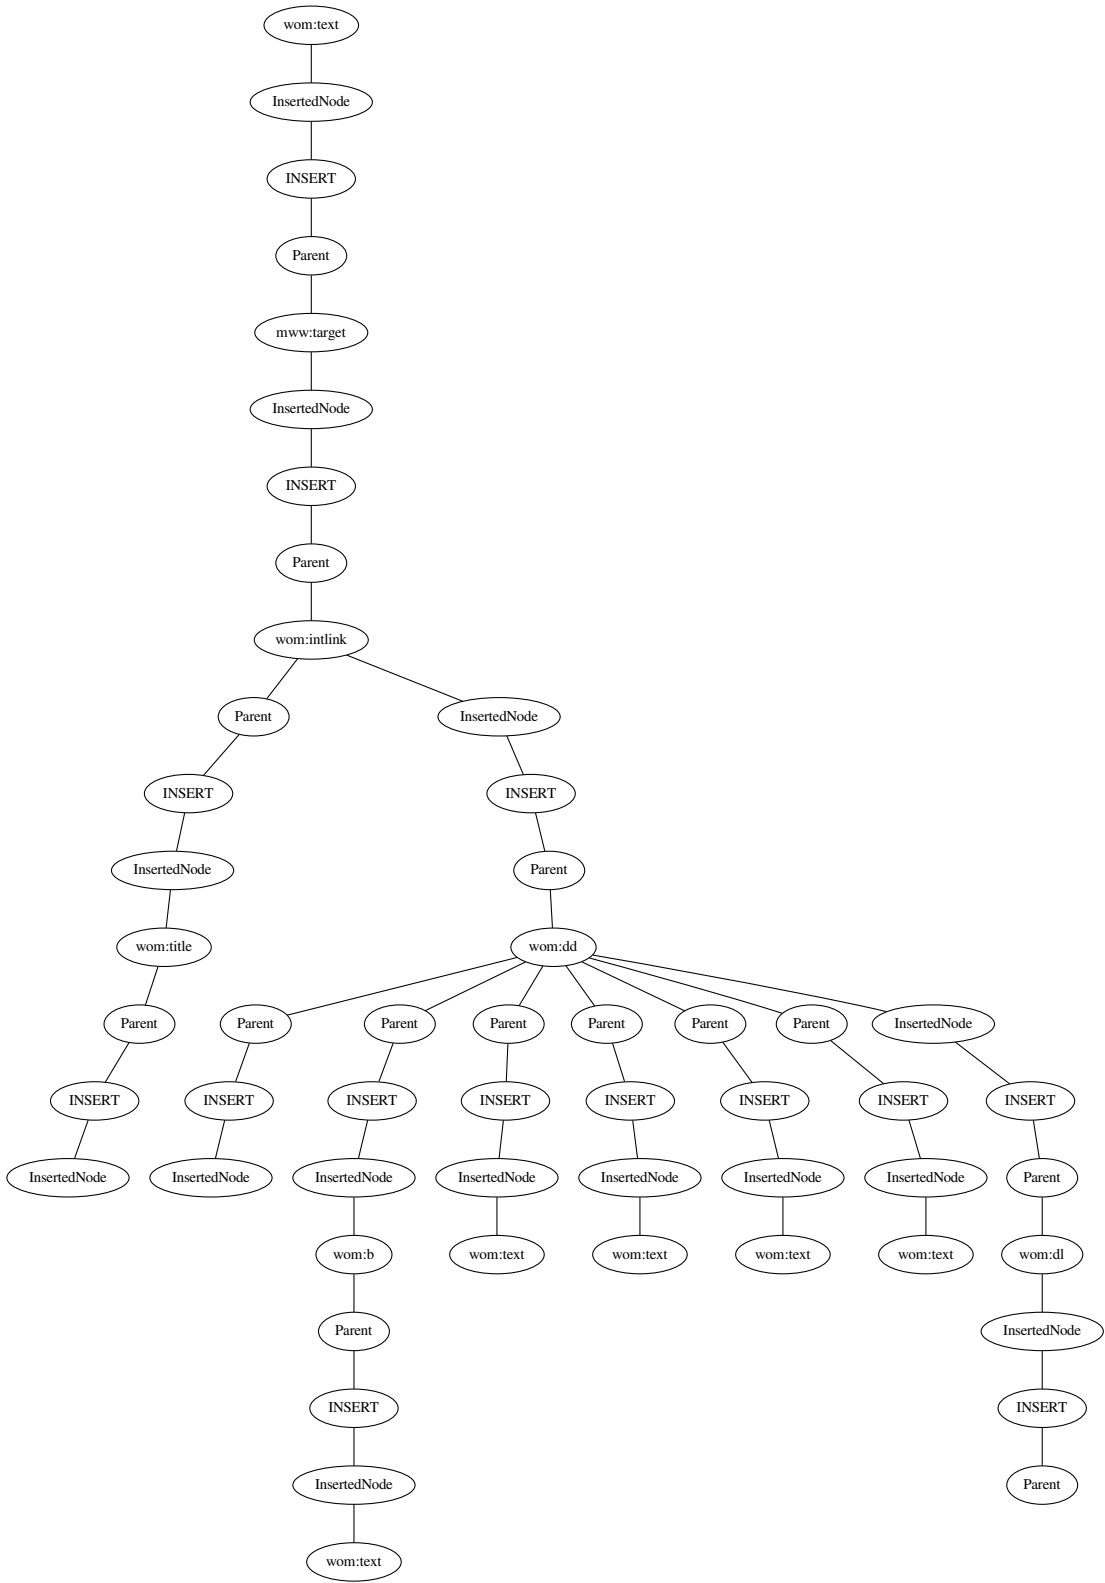 wom:text
InsertedNode
INSERT
Parent
mww:target
InsertedNode
INSERT
Parent
wom:intlink
Parent InsertedNode
INSERT INSERT
InsertedNode Parent
wom:title wom:dd
Parent Parent Parent Parent Parent Parent Parent InsertedNode
INSERT INSERT INSERT INSERT INSERT INSERT INSERT INSERT
InsertedNode InsertedNode InsertedNode InsertedNode InsertedNode InsertedNode InsertedNode Parent
wom:b wom:text wom:text wom:text wom:text wom:dl
Parent InsertedNode
INSERT INSERT
InsertedNode Parent
wom:text